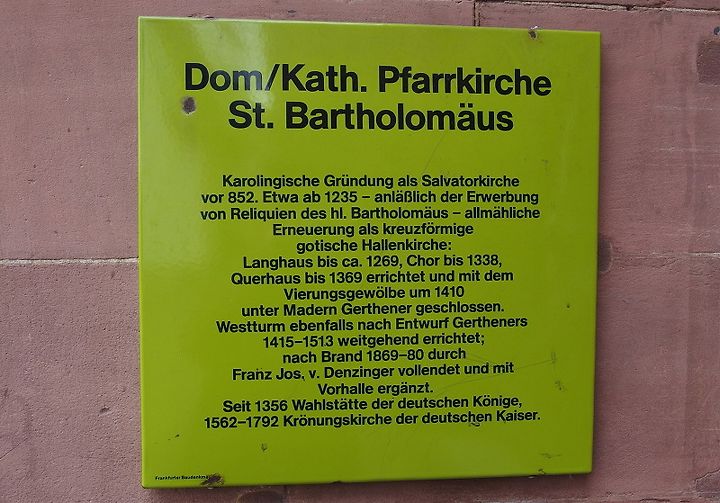 Dom/Kath. Pfarrkirche
St. Bartholomäus
Karolingische Gründung als Salvatorkirche
vor 852. Etwa ab 1235 – anläßlich der Erwerbung
von Reliquien des hl. Bartholomäus – allmähliche
Erneuerung als kreuzförmige
gotische Hallenkirche:
Langhaus bis ca. 1269, Chor bis 1338,
Querhaus bis 1369 errichtet und mit dem
Vierungsgewölbe um 1410
unter Madern Gerthener geschlossen.
Westturm ebenfalls nach Entwurf Gertheners
1415–1513 weitgehend errichtet;
nach Brand 1869–80 durch
Franz Jos. v. Denzinger vollendet und mit
Vorhalle ergänzt.
Seit 1356 Wahlstätte der deutschen Könige,
1562–1792 Krönungskirche der deutschen Kaiser.
Frankfurter